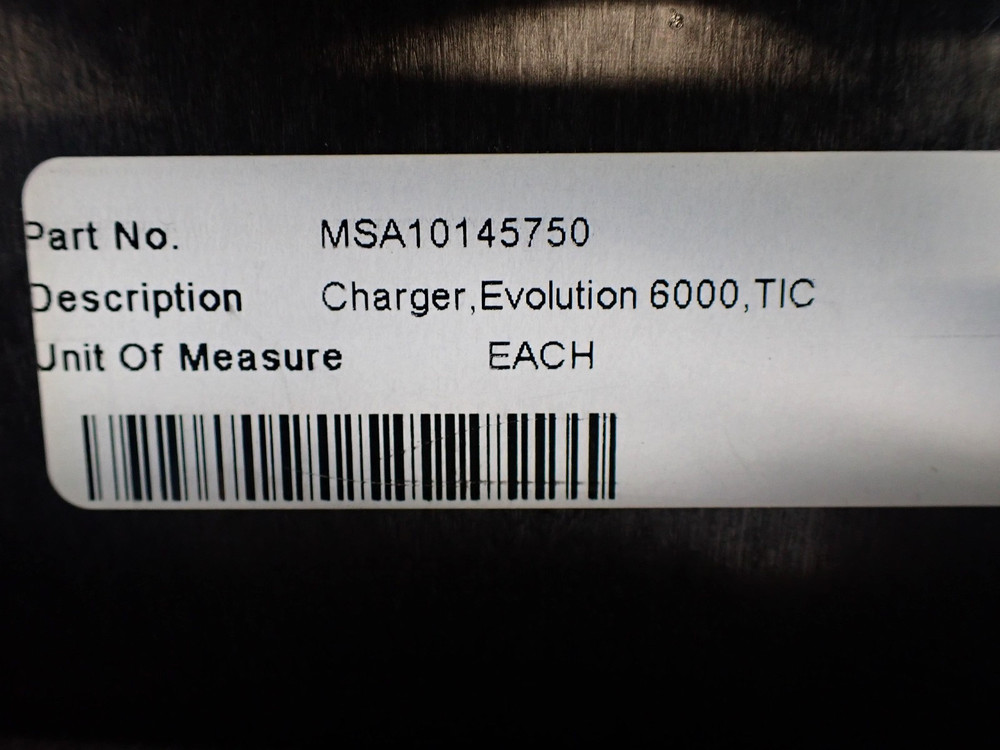 Part No. MSA10145750
Description Charger,Evolution 6000,TIC
Unit Of Measure EACH